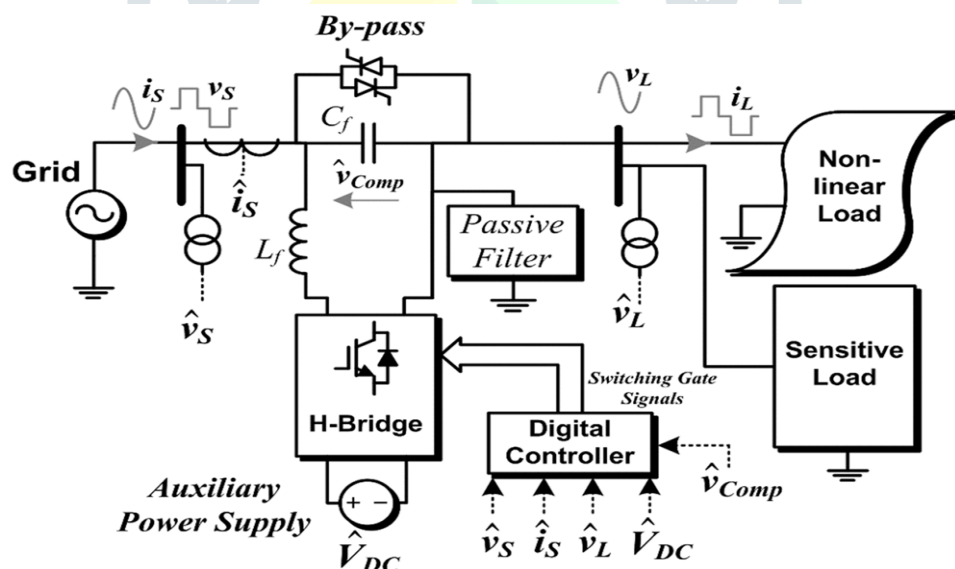 By-pass
i_S
v_S
C_f
v̂_Comp
v_L
i_L
Grid
î_S
Non-
linear
Load
L_f
Passive
Filter
v̂_S
v̂_L
H-Bridge
Switching Gate
Signals
Sensitive
Load
Digital
Controller
v̂_Comp
Auxiliary
Power Supply
+ −
V̂_DC
v̂_S î_S v̂_L V̂_DC